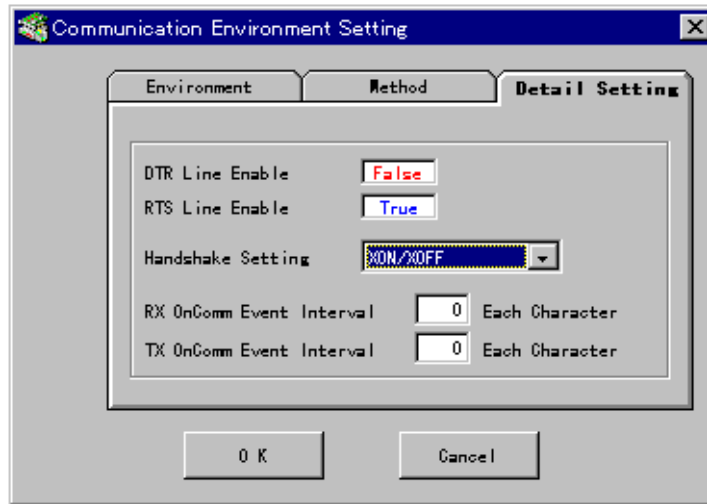 Communication Environment Setting
Environment Method Detail Setting
DTR Line Enable False
RTS Line Enable True
Handshake Setting XON/XOFF
RX OnComm Event Interval 0 Each Character
TX OnComm Event Interval 0 Each Character
O K Cancel